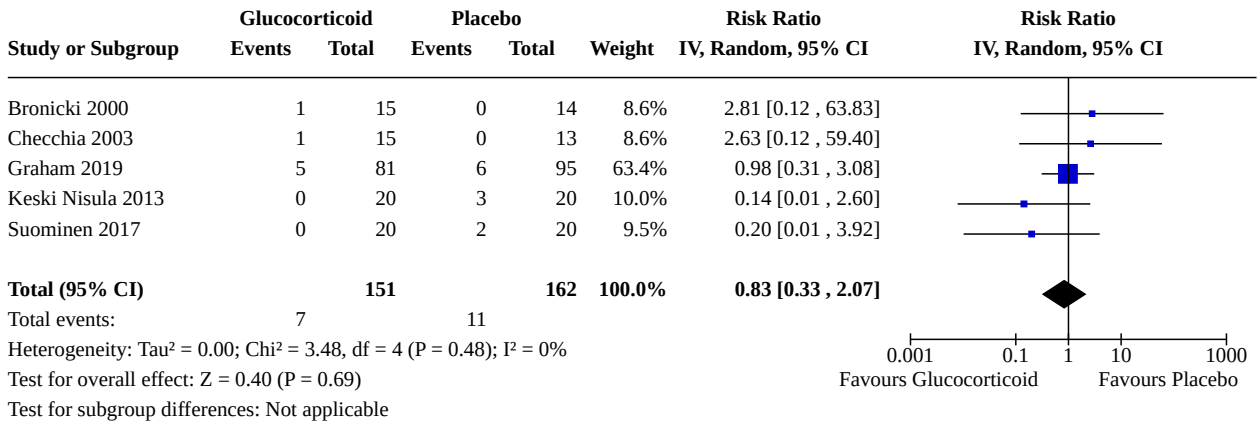 Glucocorticoid Placebo Risk Ratio Risk Ratio
Study or Subgroup Events Total Events Total Weight IV, Random, 95% CI IV, Random, 95% CI
Bronicki 2000 1 15 0 14 8.6% 2.81 [0.12 , 63.83]
Checchia 2003 1 15 0 13 8.6% 2.63 [0.12 , 59.40]
Graham 2019 5 81 6 95 63.4% 0.98 [0.31 , 3.08]
Keski Nisula 2013 0 20 3 20 10.0% 0.14 [0.01 , 2.60]
Suominen 2017 0 20 2 20 9.5% 0.20 [0.01 , 3.92]
Total (95% CI) 151 162 100.0% 0.83 [0.33 , 2.07]
Total events: 7 11
Heterogeneity: Tau² = 0.00; Chi² = 3.48, df = 4 (P = 0.48); I² = 0%
0.001 0.1 1 10 1000
Test for overall effect: Z = 0.40 (P = 0.69) Favours Glucocorticoid Favours Placebo
Test for subgroup differences: Not applicable